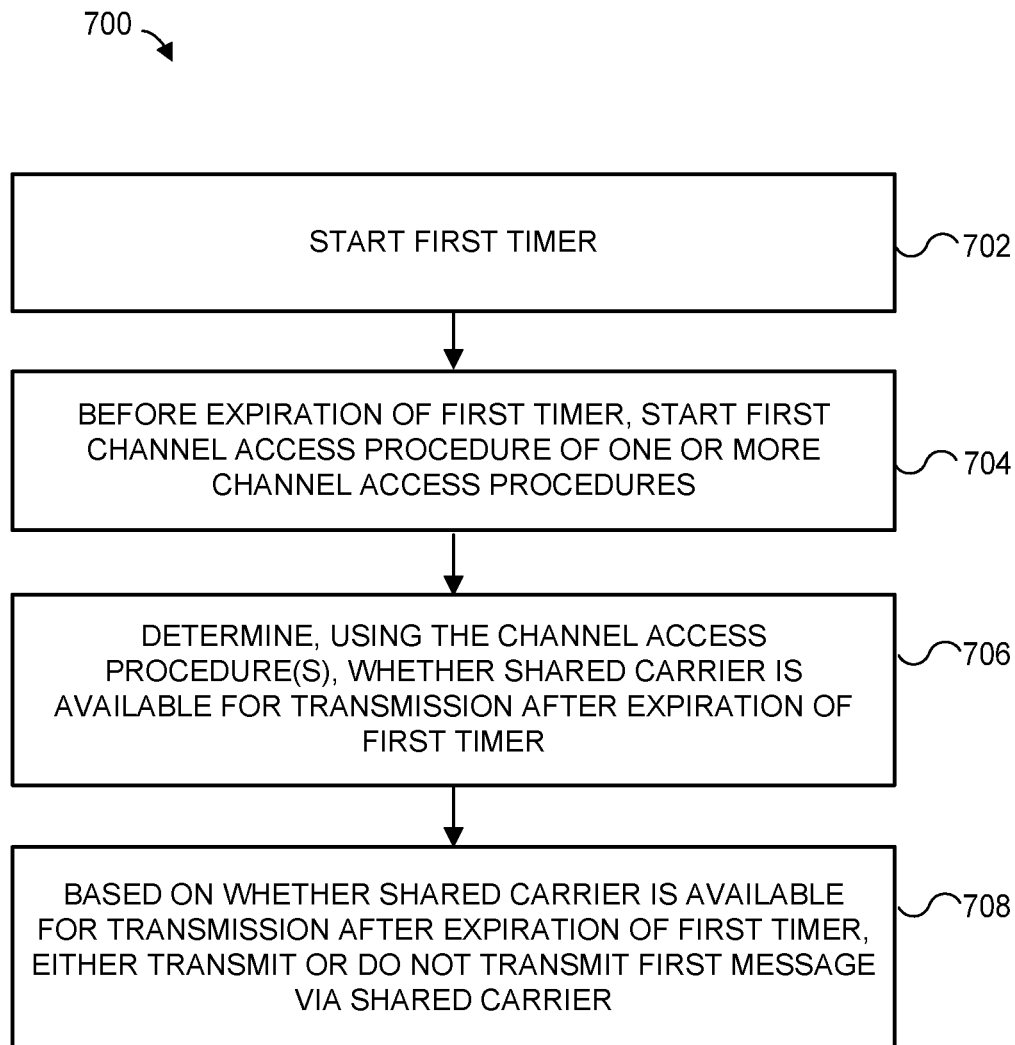 700
START FIRST TIMER
702
BEFORE EXPIRATION OF FIRST TIMER, START FIRST
CHANNEL ACCESS PROCEDURE OF ONE OR MORE
CHANNEL ACCESS PROCEDURES
704
DETERMINE, USING THE CHANNEL ACCESS
PROCEDURE(S), WHETHER SHARED CARRIER IS
AVAILABLE FOR TRANSMISSION AFTER EXPIRATION OF
FIRST TIMER
706
BASED ON WHETHER SHARED CARRIER IS AVAILABLE
FOR TRANSMISSION AFTER EXPIRATION OF FIRST TIMER,
EITHER TRANSMIT OR DO NOT TRANSMIT FIRST MESSAGE
VIA SHARED CARRIER
708